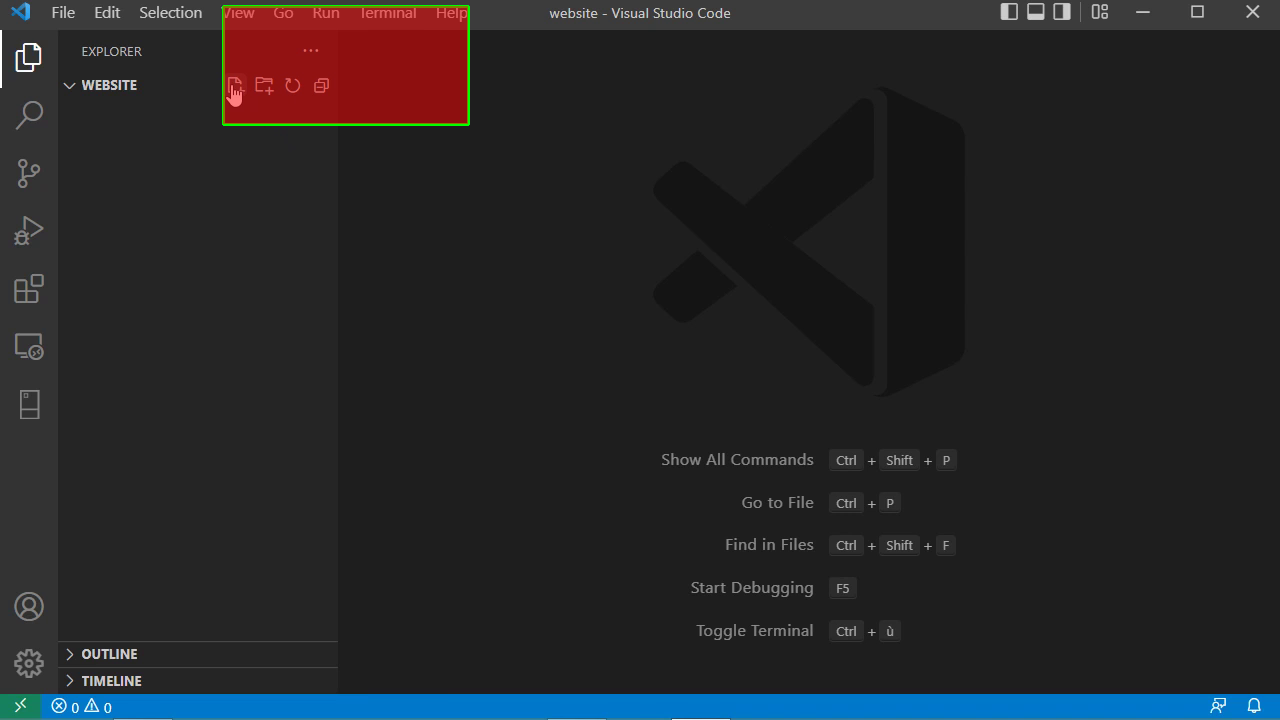 File Edit Selection View Go Run Terminal Help website - Visual Studio Code
EXPLORER
WEBSITE
Show All Commands Ctrl + Shift + P
Go to File Ctrl + P
Find in Files Ctrl + Shift + F
Start Debugging F5
Toggle Terminal Ctrl + ù
OUTLINE
TIMELINE
0 0